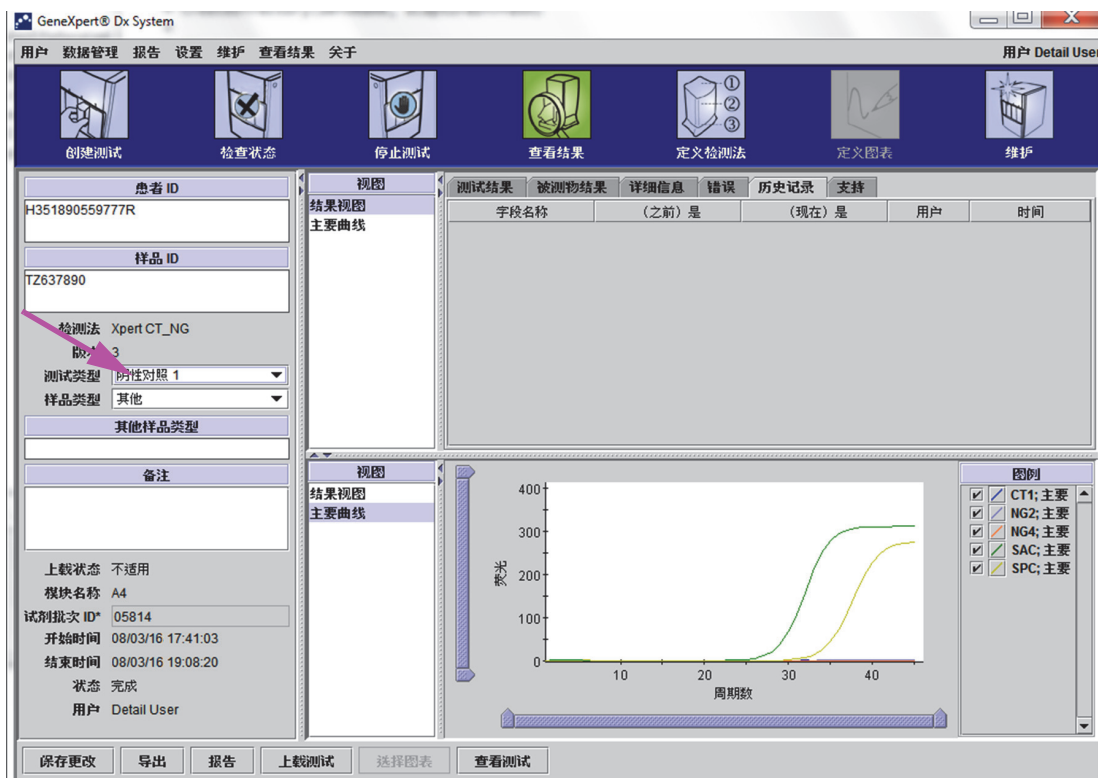 GeneXpert® Dx System
用户 数据管理 报告 设置 维护 查看结果 关于
用户 Detail User
创建测试 检查状态 停止测试 查看结果 定义检测法 定义图表 维护
① ② ③
患者 ID
H351890559777R
样品 ID
TZ637890
检测法 Xpert CT_NG
版本 3
测试类型 阴性对照 1
样品类型 其他
其他样品类型
备注
上载状态 不适用
模块名称 A4
试剂批次 ID* 05814
开始时间 08/03/16 17:41:03
结束时间 08/03/16 19:08:20
状态 完成
用户 Detail User
视图
结果视图
主要曲线
测试结果 被测物结果 详细信息 错误 历史记录 支持
字段名称 （之前）是 （现在）是 用户 时间
视图
结果视图
主要曲线
荧光
400
300
200
100
0
10 20 30 40
周期数
图例
CT1; 主要
NG2; 主要
NG4; 主要
SAC; 主要
SPC; 主要
保存更改 导出 报告 上载测试 选择图表 查看测试